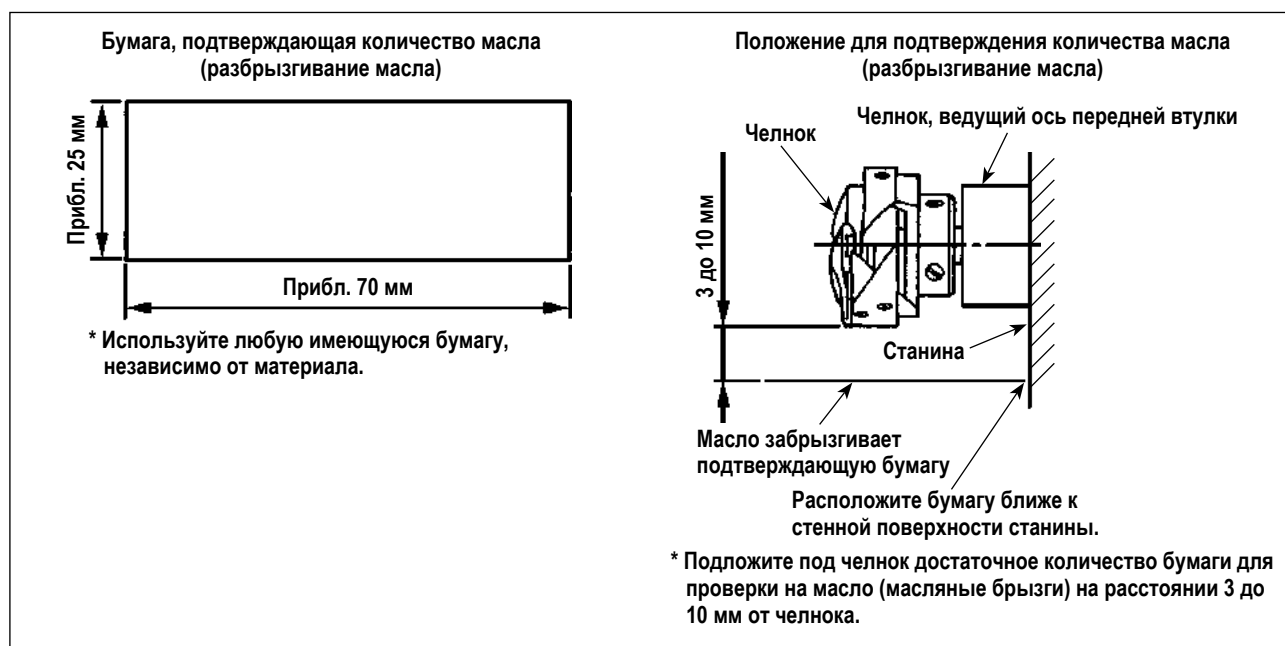 Бумага, подтверждающая количество масла
(разбрызгивание масла)
Прибл. 25 мм
Прибл. 70 мм
* Используйте любую имеющуюся бумагу,
независимо от материала.
Положение для подтверждения количества масла
(разбрызгивание масла)
Челнок, ведущий ось передней втулки
Челнок
3 до 10 мм
Станина
Масло забрызгивает
подтверждающую бумагу
Расположите бумагу ближе к
стенной поверхности станины.
* Подложите под челнок достаточное количество бумаги для
проверки на масло (масляные брызги) на расстоянии 3 до
10 мм от челнока.